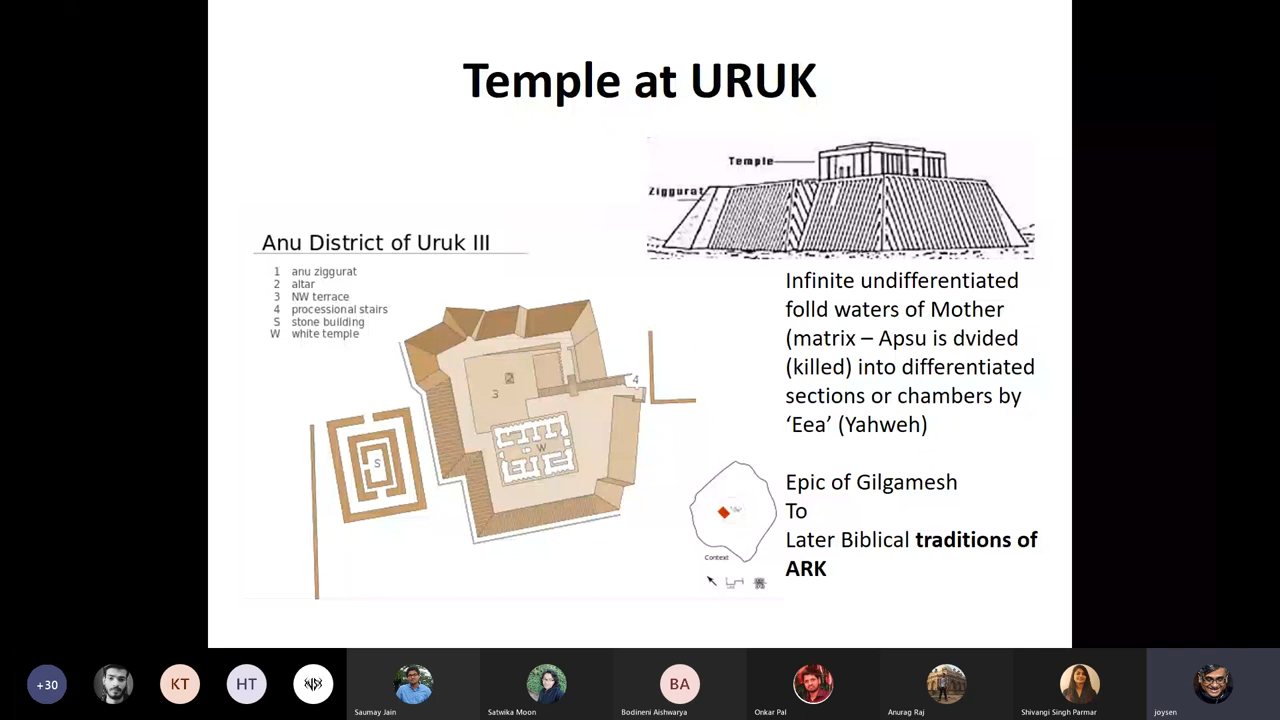 Temple at URUK
Temple
Ziggurat
Anu District of Uruk III
1 anu ziggurat
2 altar
3 NW terrace
4 processional stairs
S stone building
W white temple
4
3
W
S
Context
Infinite undifferentiated
folld waters of Mother
(matrix – Apsu is dvided
(killed) into differentiated
sections or chambers by
‘Eea’ (Yahweh)
Epic of Gilgamesh
To
Later Biblical traditions of
ARK
+30
KT
HT
BA
Saumay Jain
Satwika Moon
Bodineni Aishwarya
Onkar Pal
Anurag Raj
Shivangi Singh Parmar
joysen